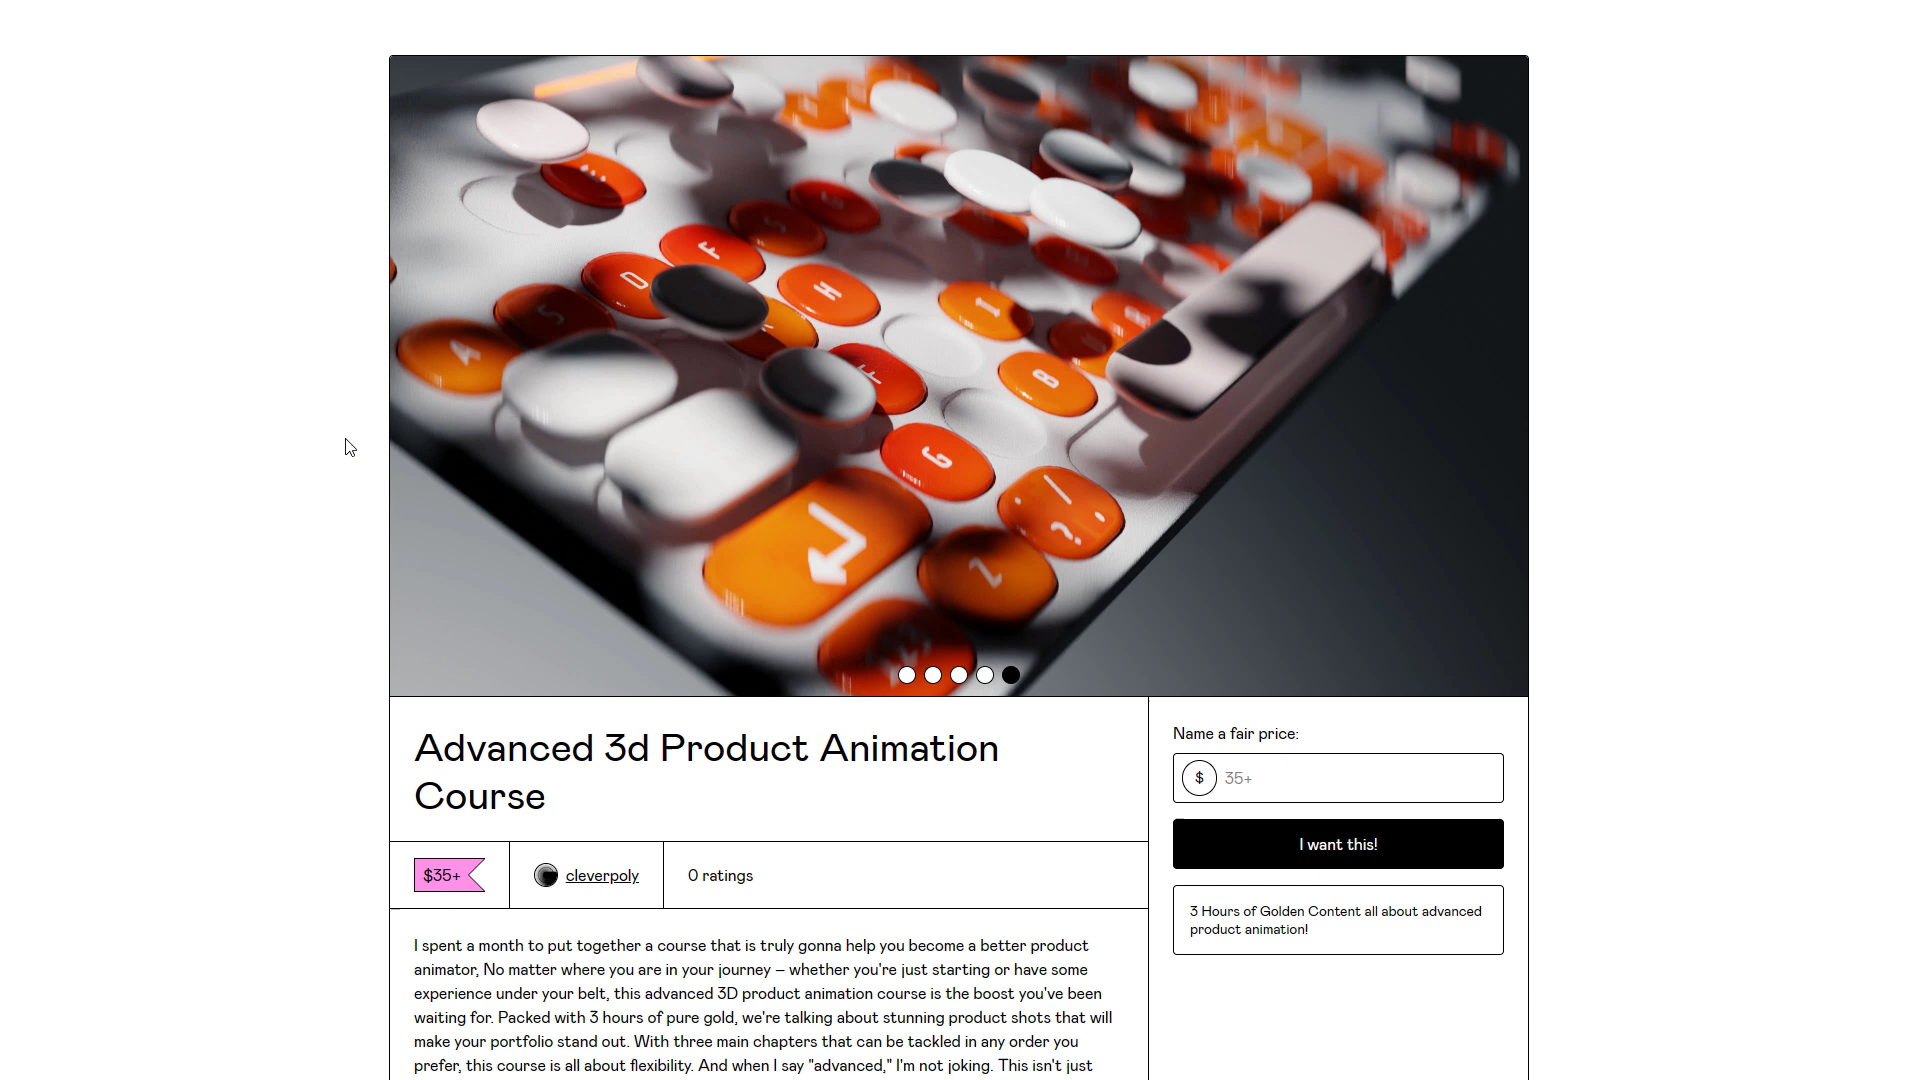 F
D
H
S
I
A
B
G
Z
Advanced 3d Product Animation
Course
Name a fair price:
$ 35+
I want this!
$35+
cleverpoly
0 ratings
3 Hours of Golden Content all about advanced
product animation!
I spent a month to put together a course that is truly gonna help you become a better product
animator, No matter where you are in your journey – whether you're just starting or have some
experience under your belt, this advanced 3D product animation course is the boost you've been
waiting for. Packed with 3 hours of pure gold, we're talking about stunning product shots that will
make your portfolio stand out. With three main chapters that can be tackled in any order you
prefer, this course is all about flexibility. And when I say "advanced," I'm not joking. This isn't just